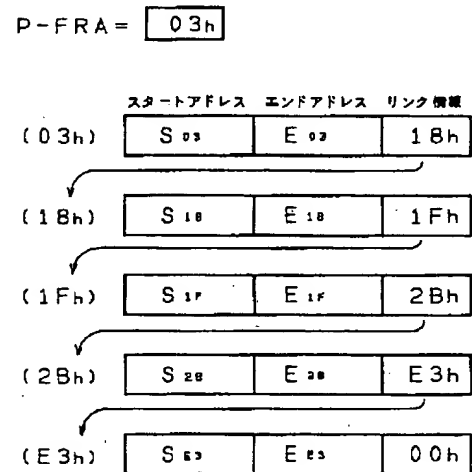 P-FRA= 03h
スタートアドレス エンドアドレス リンク情報
(03h) S03 E03 18h
(18h) S18 E18 1Fh
(1Fh) S1F E1F 2Bh
(2Bh) S2B E2B E3h
(E3h) SE3 EE3 00h